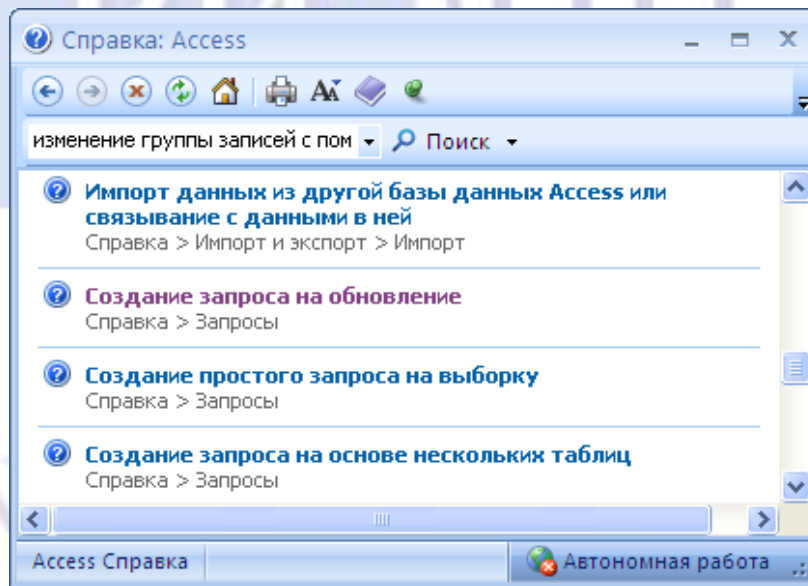 Справка: Access
изменение группы записей с пом
Поиск
Импорт данных из другой базы данных Access или
связывание с данными в ней
Справка > Импорт и экспорт > Импорт
Создание запроса на обновление
Справка > Запросы
Создание простого запроса на выборку
Справка > Запросы
Создание запроса на основе нескольких таблиц
Справка > Запросы
Access Справка
Автономная работа